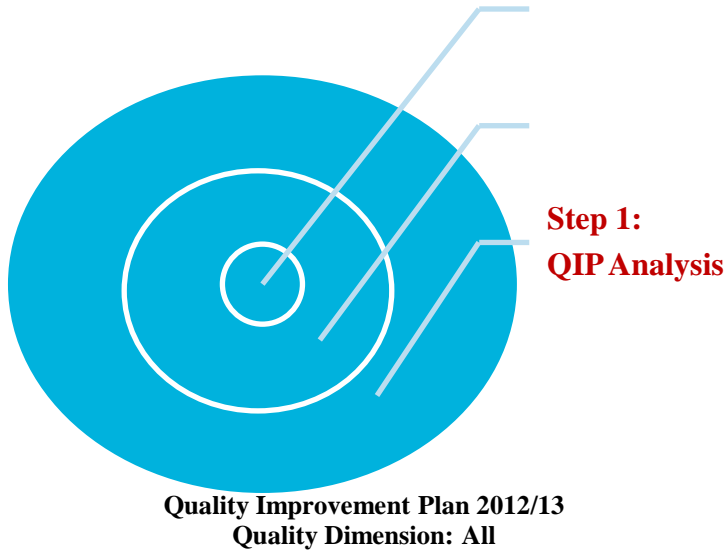 Step 1:
QIP Analysis
Quality Improvement Plan 2012/13
Quality Dimension: All